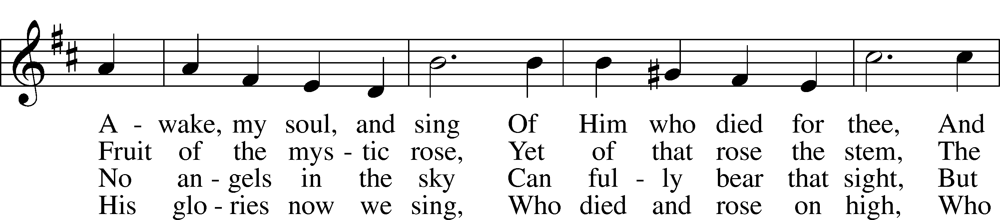 A - wake, my soul, and sing Of Him who died for thee, And
Fruit of the mys - tic rose, Yet of that rose the stem, The
No an - gels in the sky Can ful - ly bear that sight, But
His glo - ries now we sing, Who died and rose on high, Who